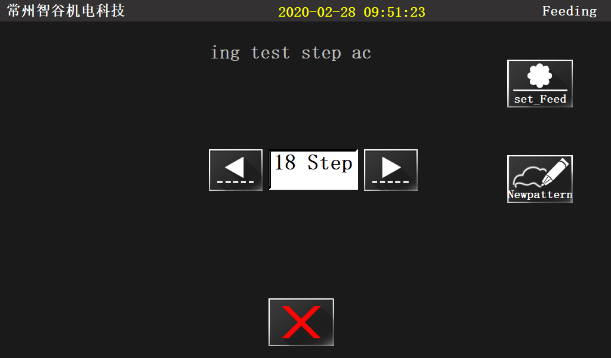 常州智谷机电科技 2020-02-28 09:51:23 Feeding
ing test step ac
set_Feed
18 Step
Newpattern